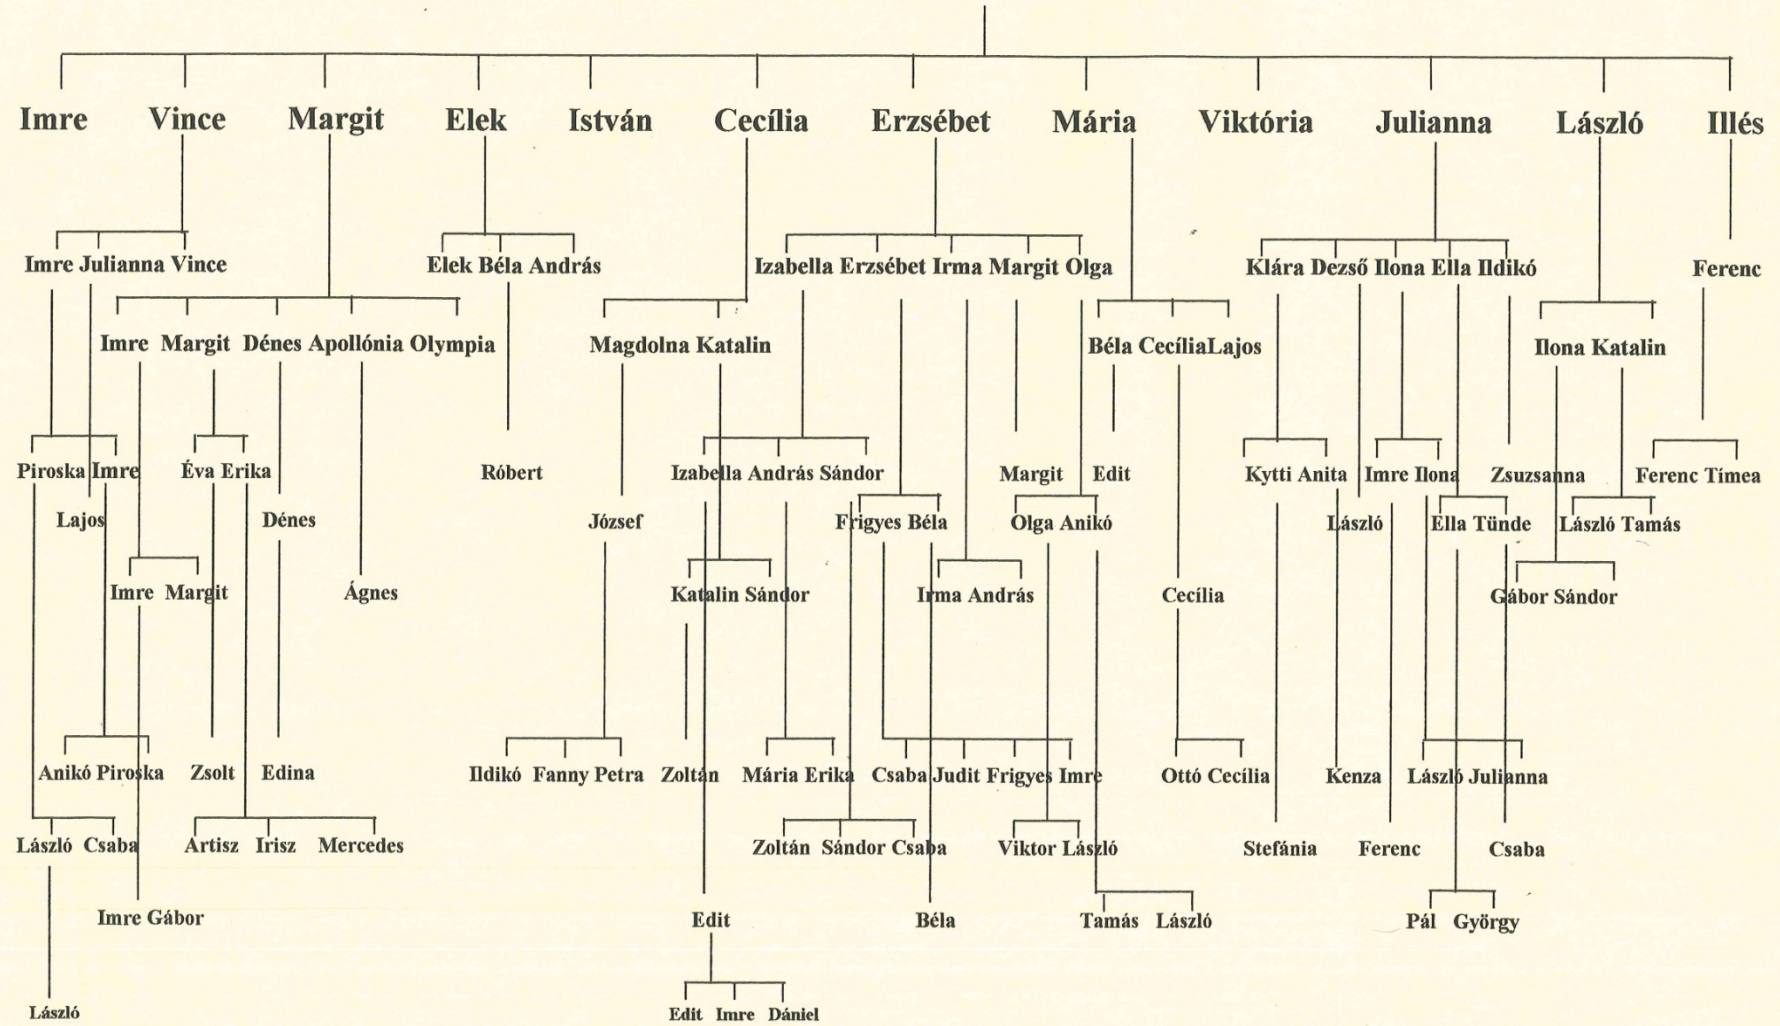 Imre Vince Margit Elek István Cecília Erzsébet Mária Viktória Julianna László Illés
Imre Julianna Vince Elek Béla András Izabella Erzsébet Irma Margit Olga Klára Dezső Ilona Ella Ildikó Ferenc
Imre Margit Dénes Apollónia Olympia Magdolna Katalin Béla CecíliaLajos Ilona Katalin
Piroska Imre Éva Erika Róbert Izabella András Sándor Margit Edit Kytti Anita Imre Ilona Zsuzsanna Ferenc Tímea
Lajos Dénes József Frigyes Béla Olga Anikó László Ella Tünde László Tamás
Imre Margit Ágnes Katalin Sándor Irma András Cecília Gábor Sándor
Anikó Piroska Zsolt Edina Ildikó Fanny Petra Zoltán Mária Erika Csaba Judit Frigyes Imre Ottó Cecília Kenza László Julianna
László Csaba Artisz Irisz Mercedes Zoltán Sándor Csaba Viktor László Stefánia Ferenc Csaba
Imre Gábor Edit Béla Tamás László Pál György
László Edit Imre Dániel